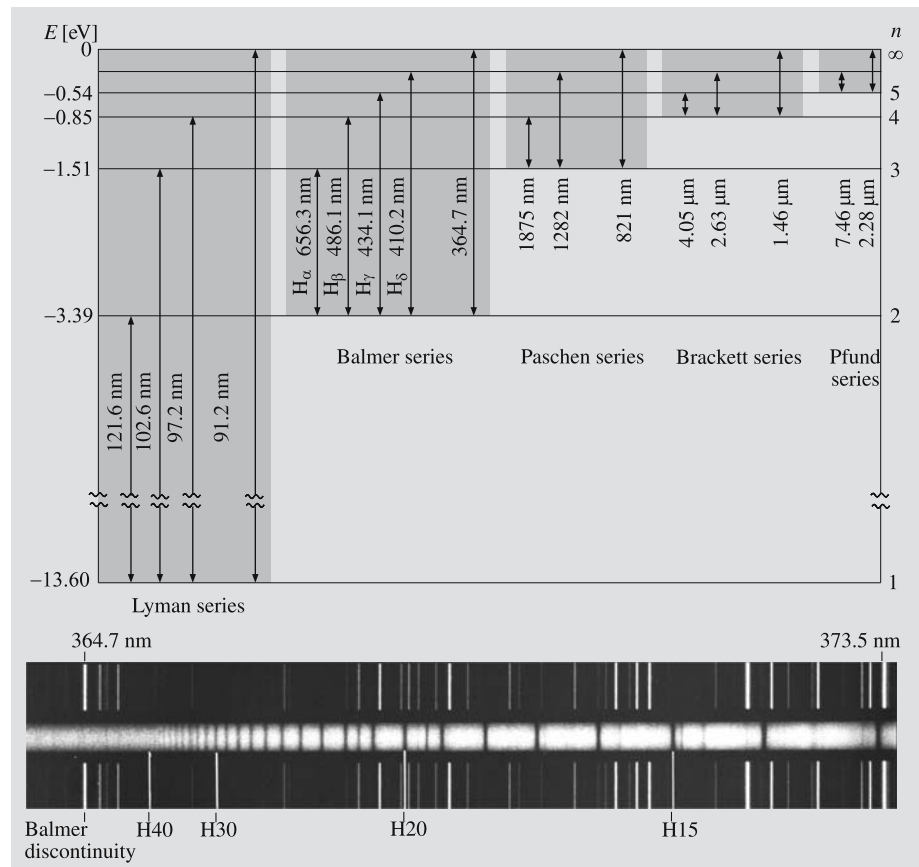 E [eV] n
0 ∞
−0.54 5
−0.85 4
−1.51 3
Hα 656.3 nm
Hβ 486.1 nm
Hγ 434.1 nm
Hδ 410.2 nm
364.7 nm
1875 nm
1282 nm
821 nm
4.05 μm
2.63 μm
1.46 μm
7.46 μm
2.28 μm
−3.39 2
Balmer series Paschen series Brackett series Pfund
series
121.6 nm
102.6 nm
97.2 nm
91.2 nm
−13.60 1
Lyman series
364.7 nm 373.5 nm
Balmer H40 H30 H20 H15
discontinuity